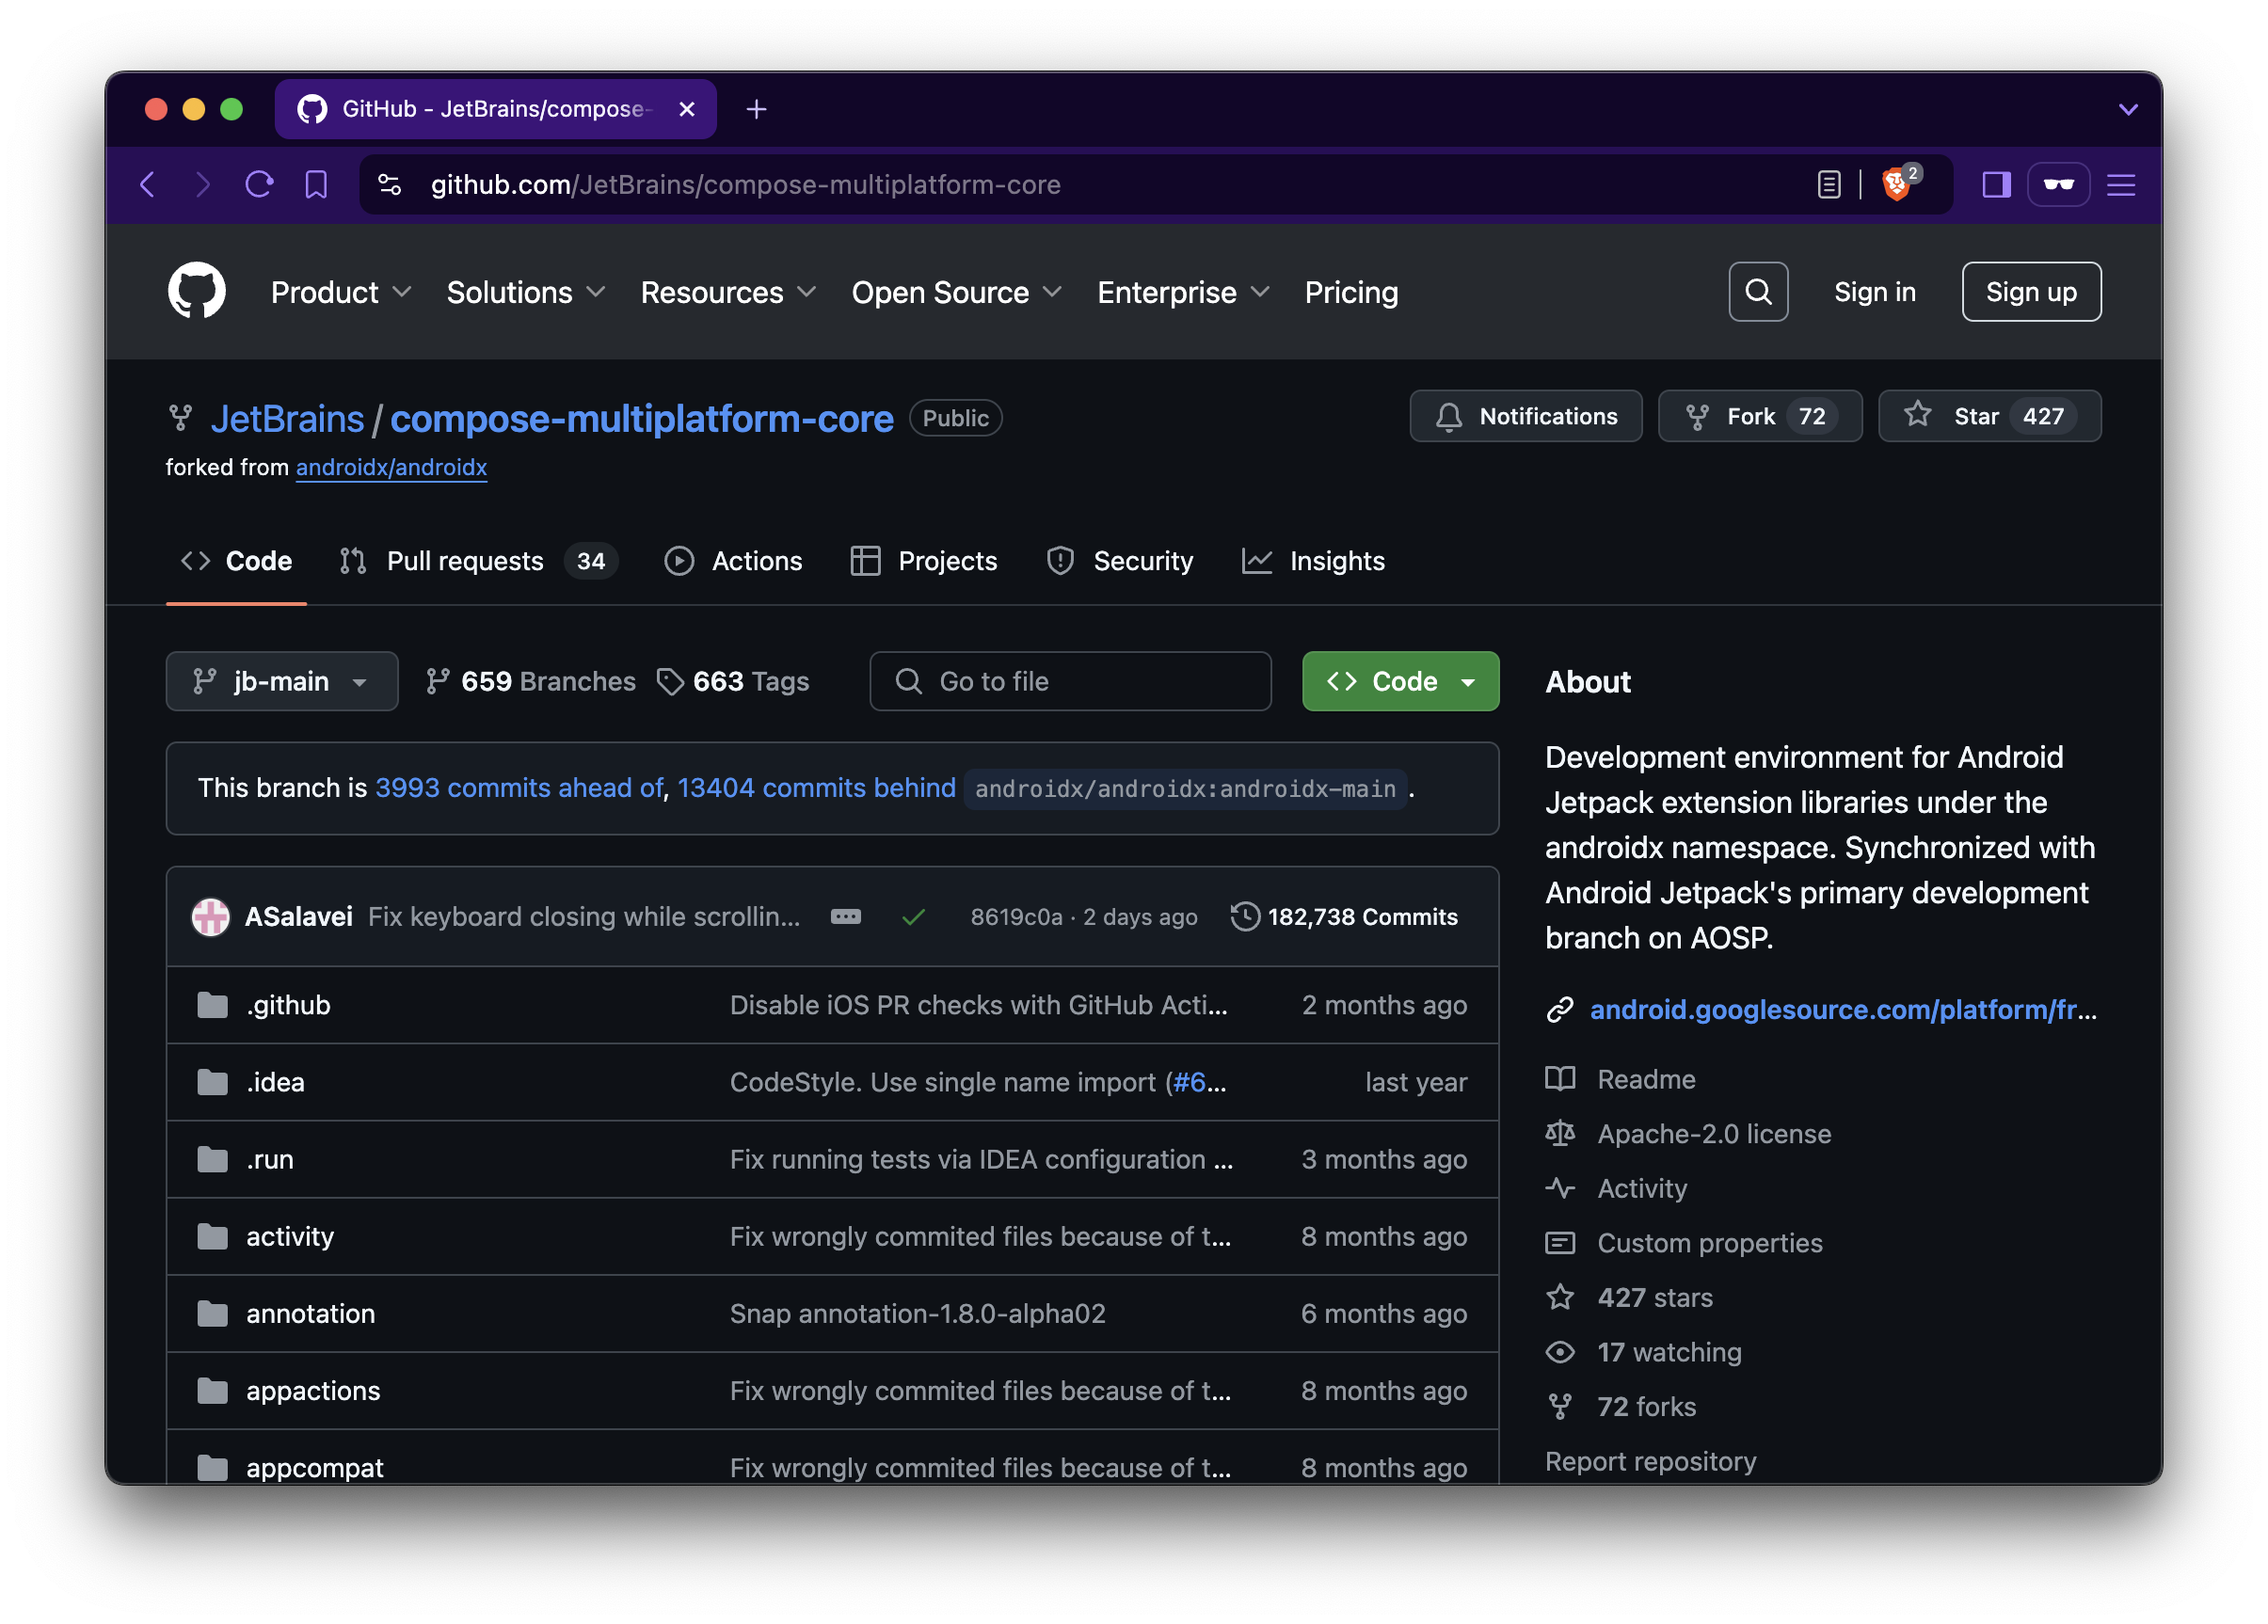 GitHub - JetBrains/compose-
github.com/JetBrains/compose-multiplatform-core
2
Product Solutions Resources Open Source Enterprise Pricing Sign in Sign up
JetBrains/compose-multiplatform-core Public Notifications Fork 72 Star 427
forked from androidx/androidx
Code Pull requests 34 Actions Projects Security Insights
jb-main 659 Branches 663 Tags Go to file Code
This branch is 3993 commits ahead of, 13404 commits behind androidx/androidx:androidx-main .
ASalavei Fix keyboard closing while scrollin... 8619c0a · 2 days ago 182,738 Commits
.github Disable iOS PR checks with GitHub Acti... 2 months ago
.idea CodeStyle. Use single name import (#6... last year
.run Fix running tests via IDEA configuration ... 3 months ago
activity Fix wrongly commited files because of t... 8 months ago
annotation Snap annotation-1.8.0-alpha02 6 months ago
appactions Fix wrongly commited files because of t... 8 months ago
appcompat Fix wrongly commited files because of t... 8 months ago
About
Development environment for Android
Jetpack extension libraries under the
androidx namespace. Synchronized with
Android Jetpack's primary development
branch on AOSP.
android.googlesource.com/platform/fr...
Readme
Apache-2.0 license
Activity
Custom properties
427 stars
17 watching
72 forks
Report repository